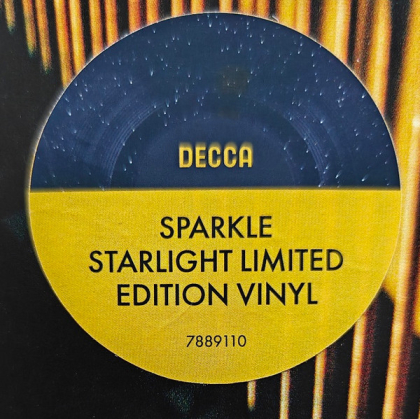 DECCA
SPARKLE
STARLIGHT LIMITED
EDITION VINYL
7889110